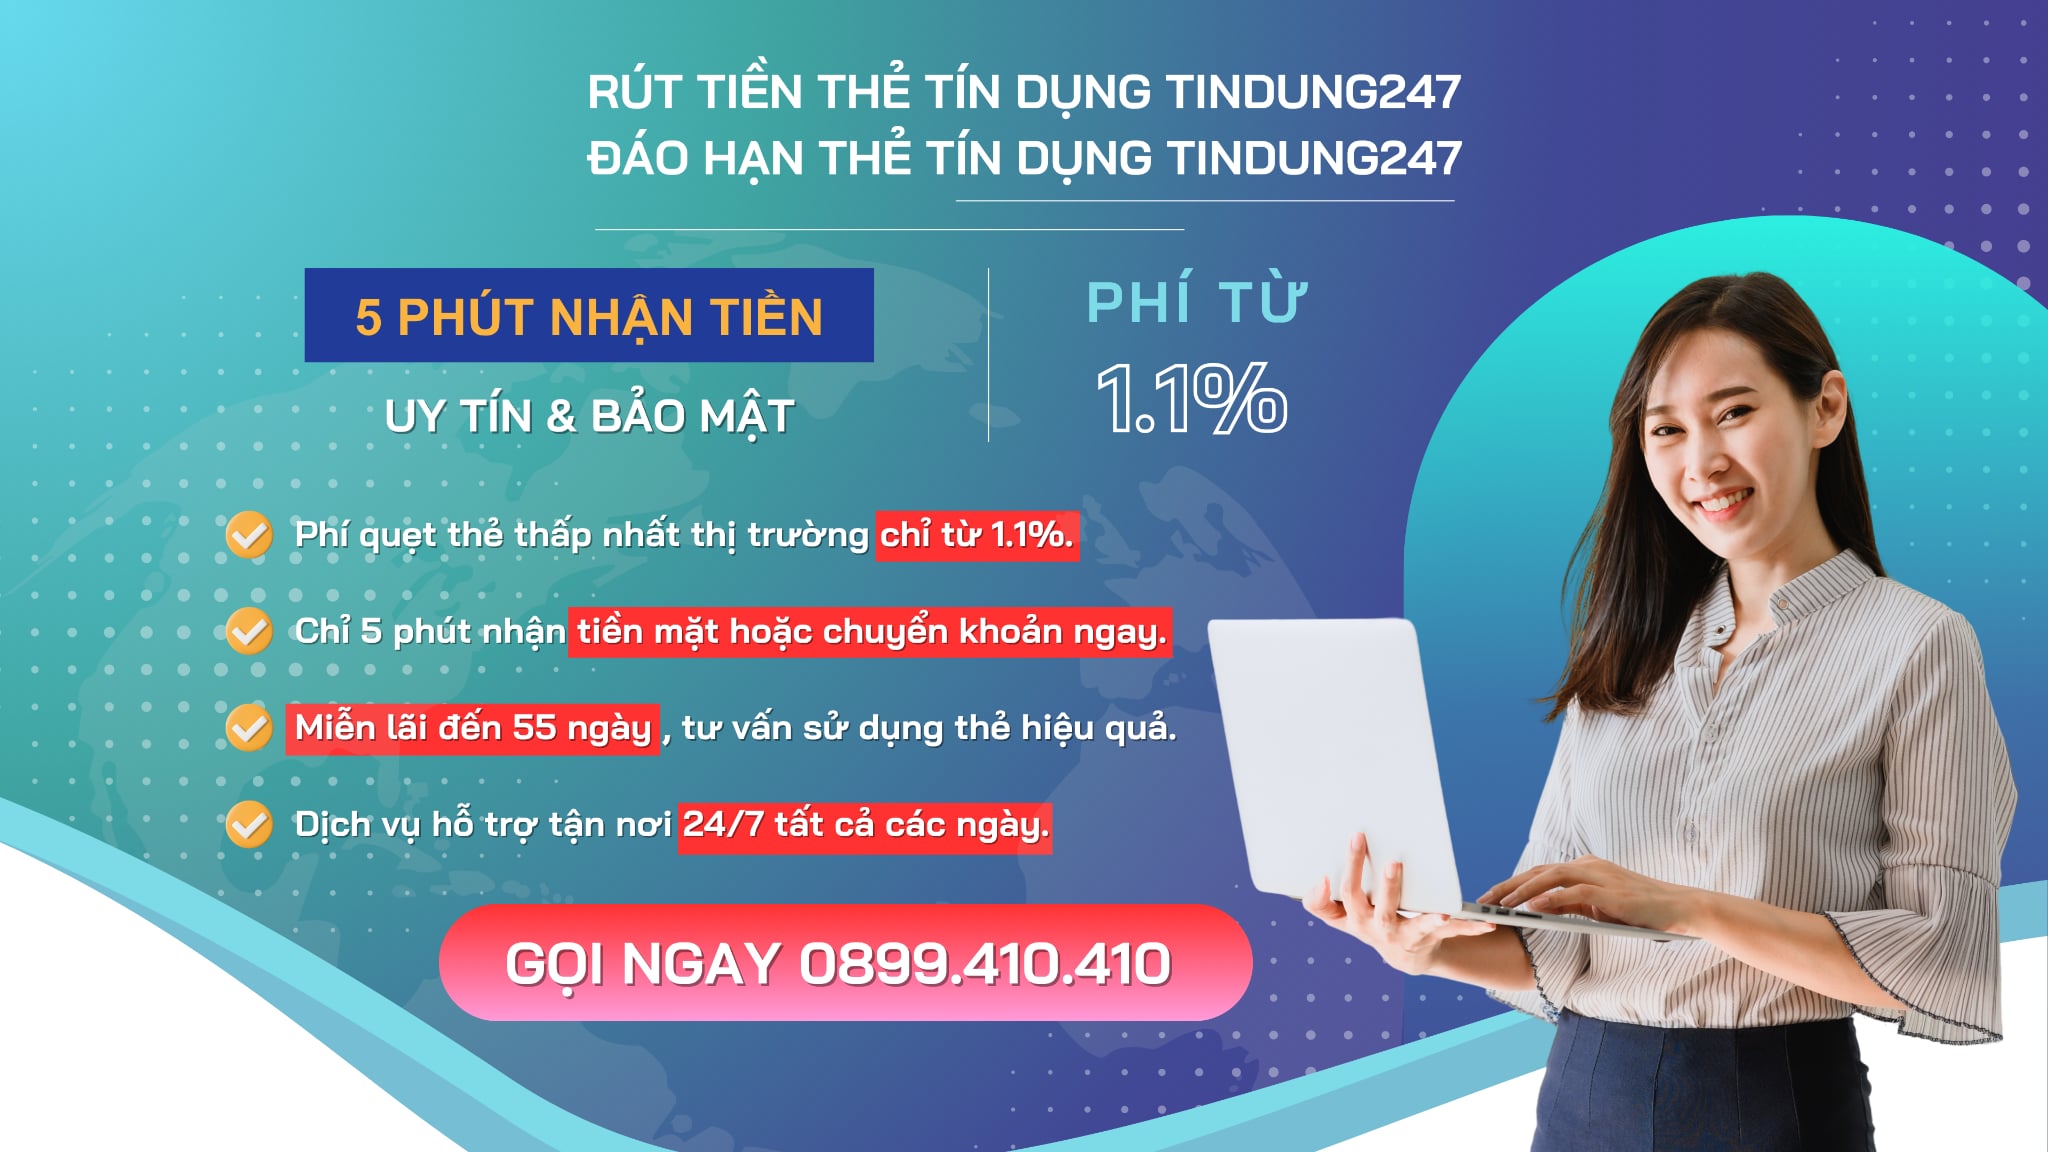 RÚT TIỀN THẺ TÍN DỤNG TINDUNG247
ĐÁO HẠN THẺ TÍN DỤNG TINDUNG247
5 PHÚT NHẬN TIỀN
UY TÍN & BẢO MẬT
PHÍ TỪ
1.1%
Phí quẹt thẻ thấp nhất thị trường chỉ từ 1.1%.
Chỉ 5 phút nhận tiền mặt hoặc chuyển khoản ngay.
Miễn lãi đến 55 ngày , tư vấn sử dụng thẻ hiệu quả.
Dịch vụ hỗ trợ tận nơi 24/7 tất cả các ngày.
GỌI NGAY 0899.410.410